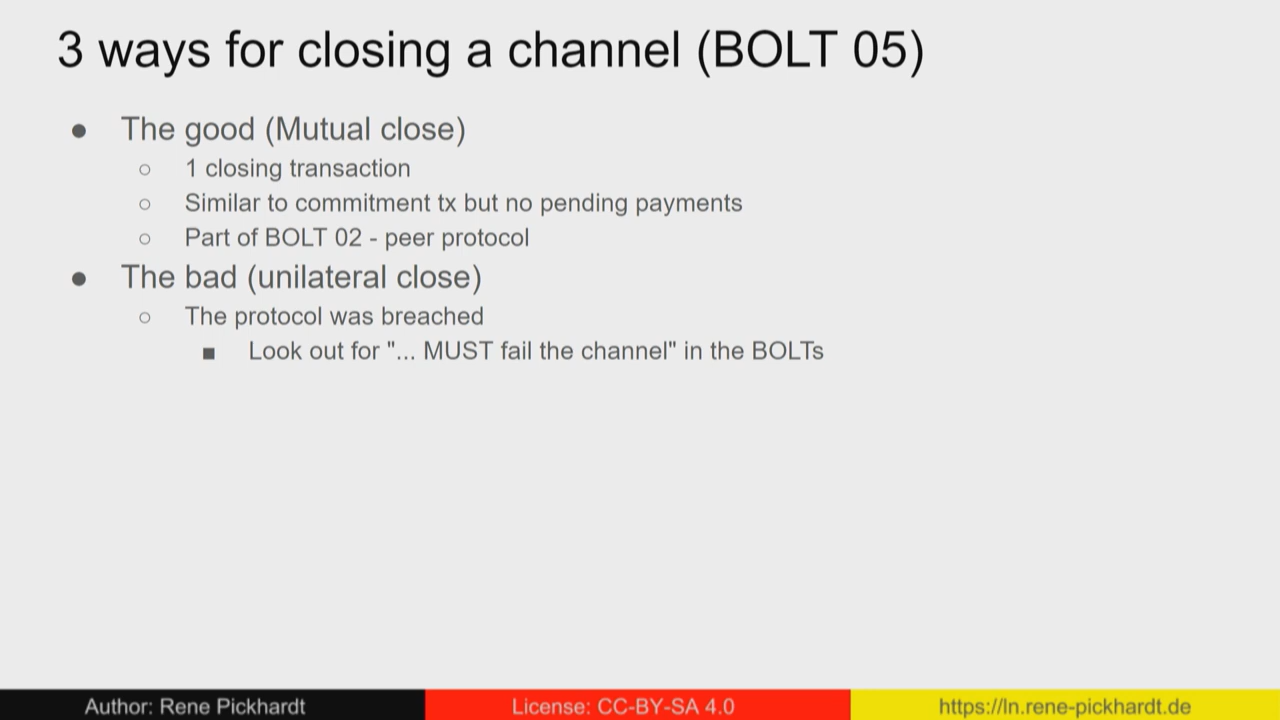 3 ways for closing a channel (BOLT 05)
● The good (Mutual close)
○ 1 closing transaction
○ Similar to commitment tx but no pending payments
○ Part of BOLT 02 - peer protocol
● The bad (unilateral close)
○ The protocol was breached
■ Look out for "... MUST fail the channel" in the BOLTs
Author: Rene Pickhardt
License: CC-BY-SA 4.0
https://ln.rene-pickhardt.de